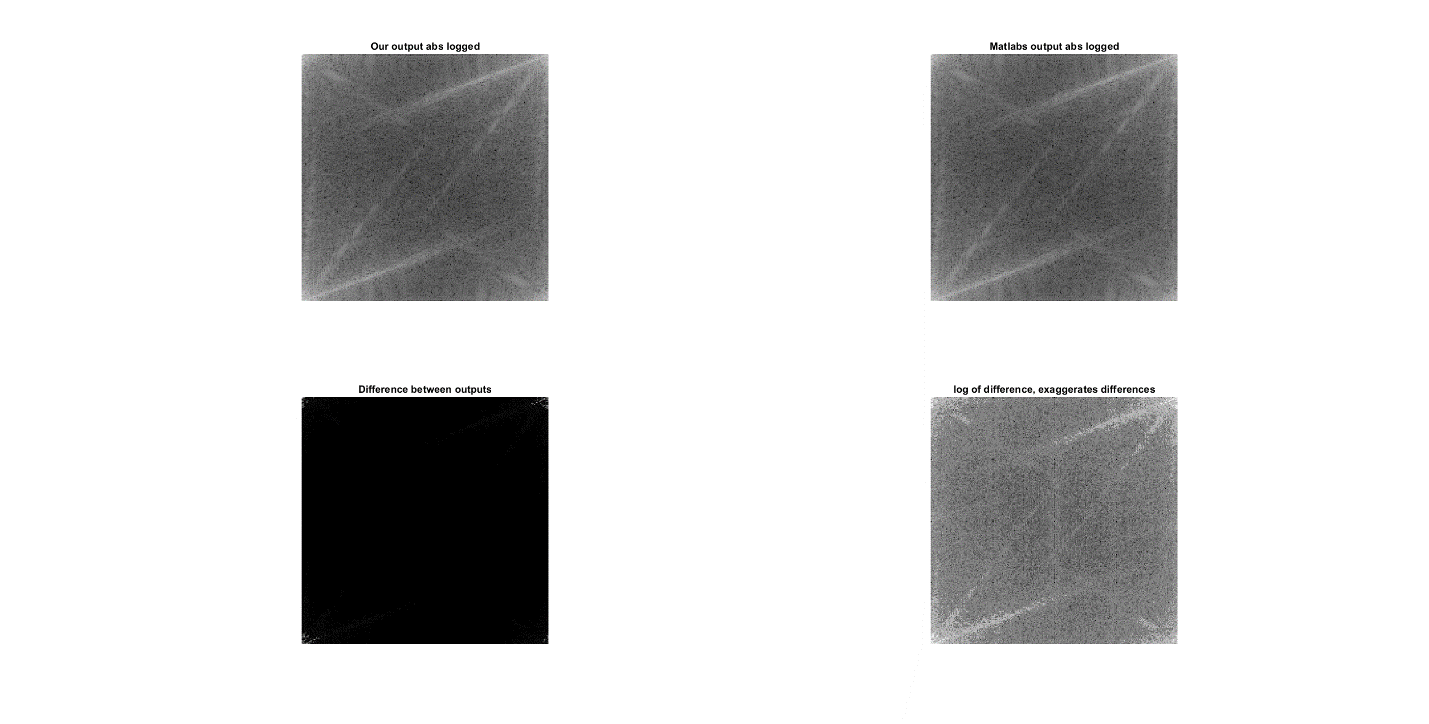 Our output abs logged
Matlabs output abs logged
Difference between outputs
log of difference, exaggerates differences